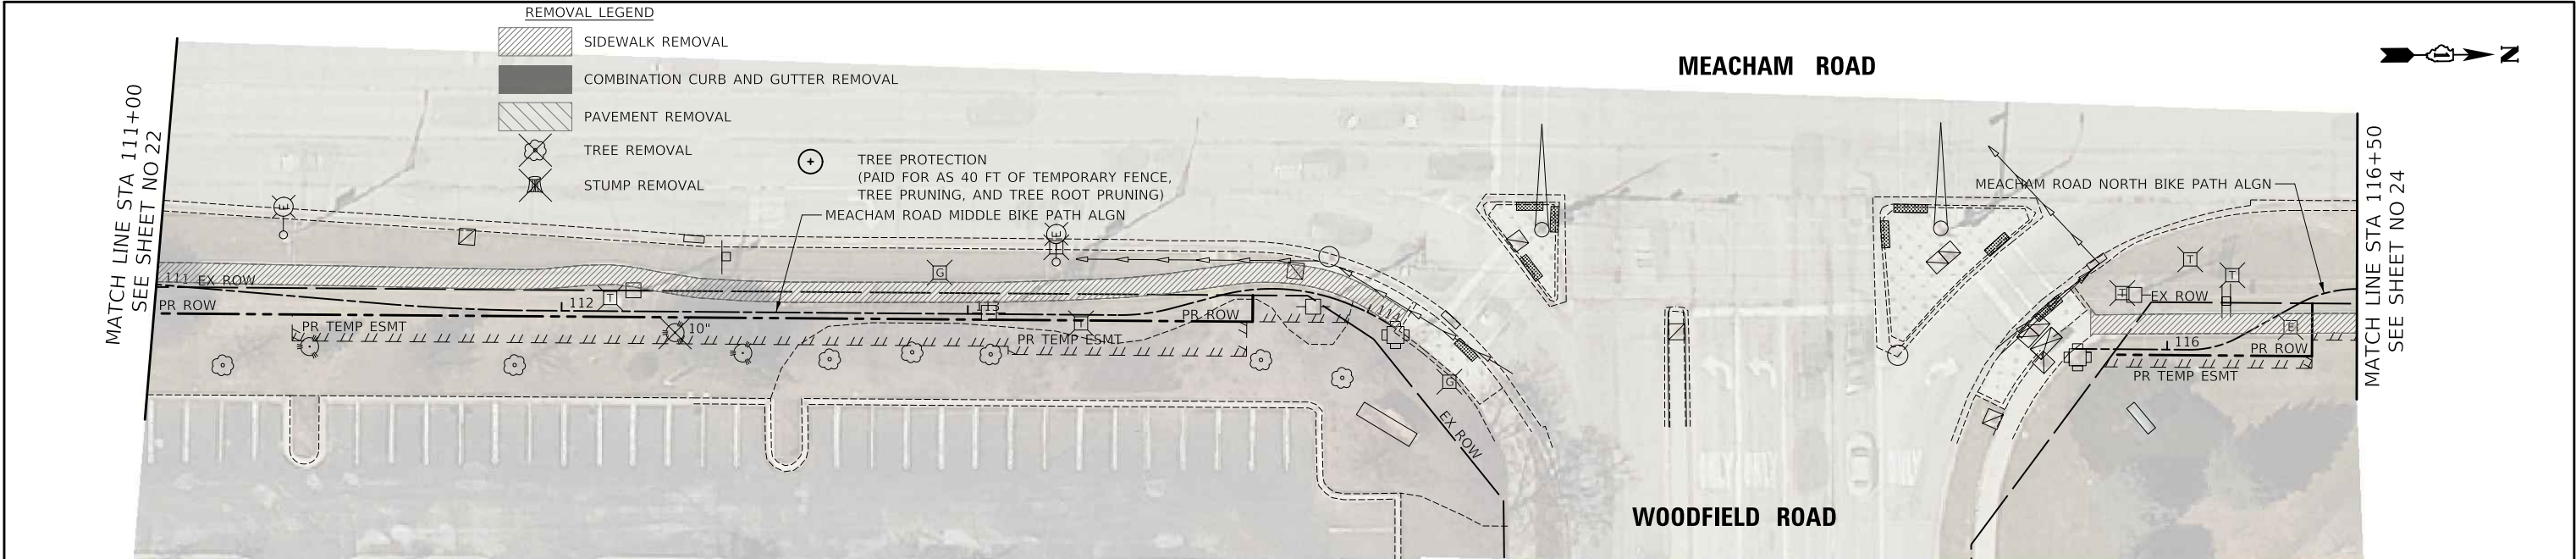 REMOVAL LEGEND
SIDEWALK REMOVAL
COMBINATION CURB AND GUTTER REMOVAL
PAVEMENT REMOVAL
TREE REMOVAL
STUMP REMOVAL
TREE PROTECTION
(PAID FOR AS 40 FT OF TEMPORARY FENCE,
TREE PRUNING, AND TREE ROOT PRUNING)
MEACHAM ROAD
N
MATCH LINE STA 111+00
SEE SHEET NO 22
MEACHAM ROAD MIDDLE BIKE PATH ALGN
MEACHAM ROAD NORTH BIKE PATH ALGN
MATCH LINE STA 116+50
SEE SHEET NO 24
E
E
G
T
T
T
T
111
EX ROW
PR ROW
112
113
114
PR ROW
EX ROW
E
10"
PR TEMP ESMT
PR TEMP ESMT
T
116
PR ROW
PR TEMP ESMT
G
EX ROW
ONLY
WOODFIELD ROAD